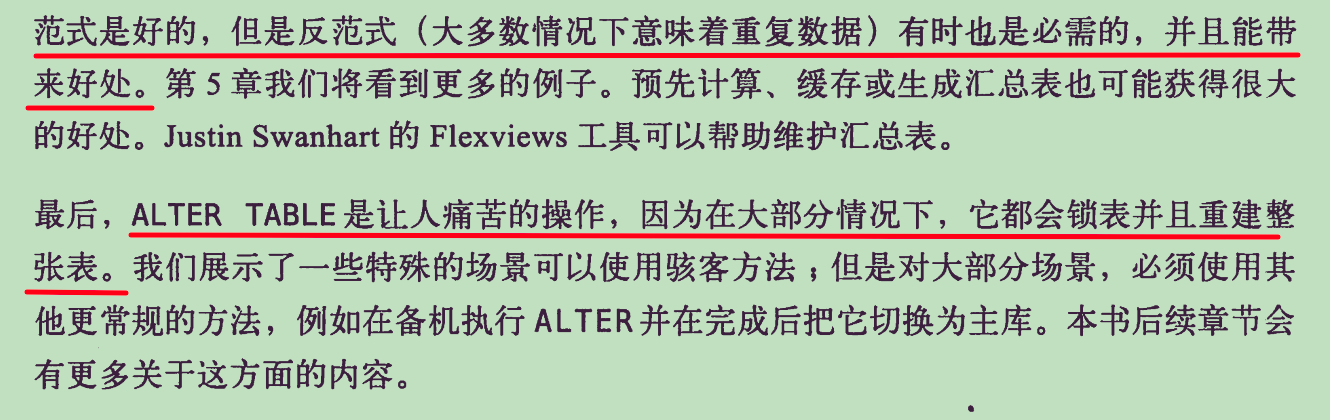 范式是好的，但是反范式（大多数情况下意味着重复数据）有时也是必需的，并且能带
来好处。第 5 章我们将看到更多的例子。预先计算、缓存或生成汇总表也可能获得很大
的好处。Justin Swanhart 的 Flexviews 工具可以帮助维护汇总表。
最后，ALTER TABLE 是让人痛苦的操作，因为在大部分情况下，它都会锁表并且重建整
张表。我们展示了一些特殊的场景可以使用骇客方法；但是对大部分场景，必须使用其
他更常规的方法，例如在备机执行 ALTER 并在完成后把它切换为主库。本书后续章节会
有更多关于这方面的内容。